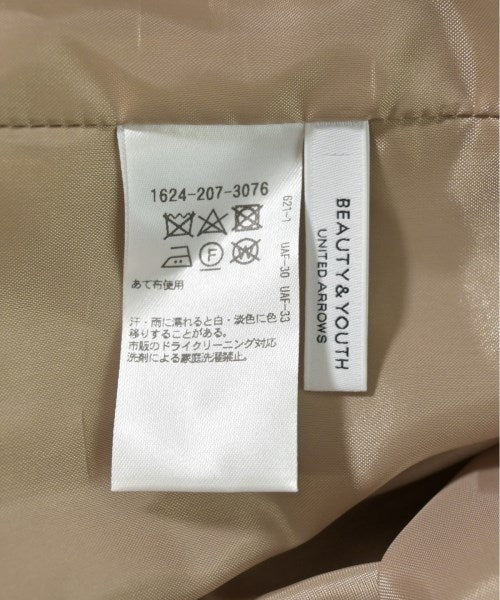 1624-207-3076
F
W
あて布使用
汗・雨に濡れると白・淡色に色
移りすることがある。
市販のドライクリーニング対応
洗剤による家庭洗濯禁止。
621-1 UAF-30 UAF-33
BEAUTY & YOUTH
UNITED ARROWS